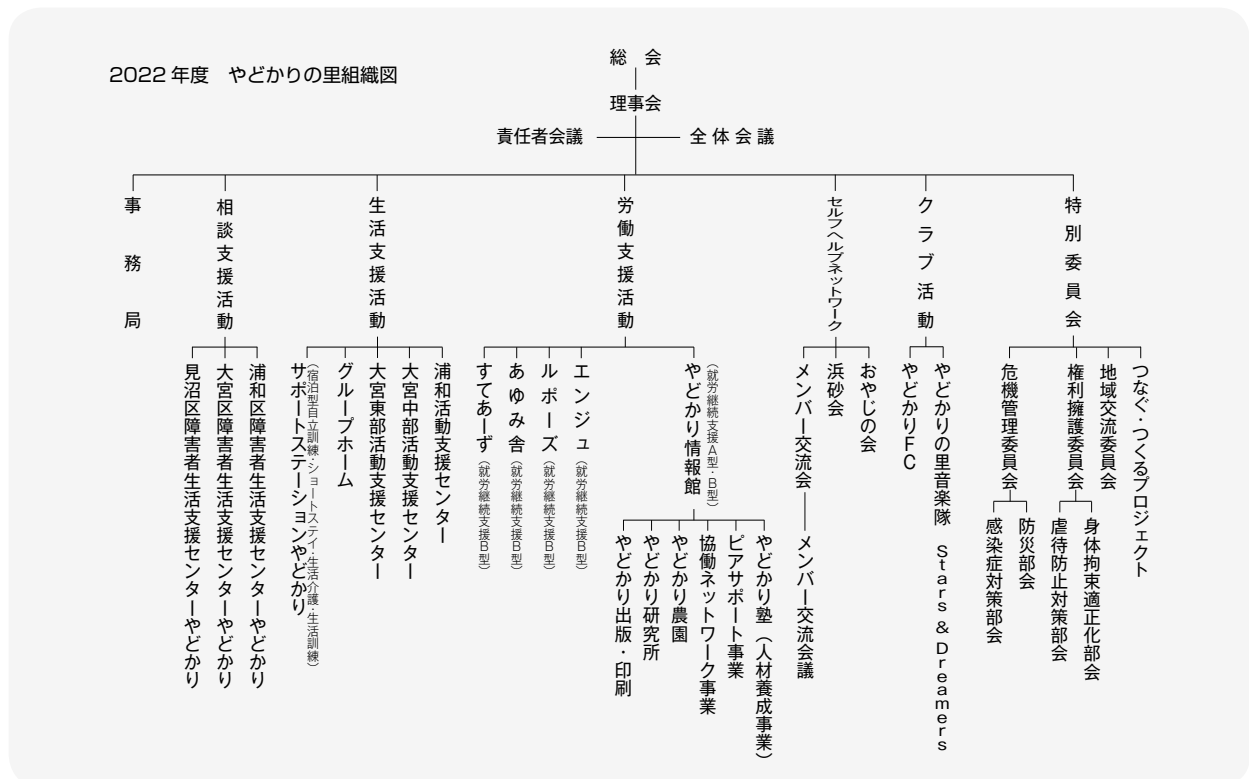 2022年度　やどかりの里組織図
総　会
理事会
責任者会議
全体会議
事務局
相談支援活動
見沼区障害者生活支援センターやどかり
大宮区障害者生活支援センターやどかり
浦和区障害者生活支援センターやどかり
生活支援活動
サポートステーションやどかり
（宿泊型自立訓練・ショートステイ・生活介護・生活訓練）
グループホーム
大宮東部活動支援センター
大宮中部活動支援センター
浦和活動支援センター
労働支援活動
すてあーず（就労継続支援B型）
あゆみ舎（就労継続支援B型）
ルポーズ（就労継続支援B型）
エンジュ（就労継続支援B型）
やどかり情報館
（就労継続支援A型・B型）
やどかり出版・印刷
やどかり研究所
やどかり農園
協働ネットワーク事業
ピアサポート事業
やどかり塾（人材養成事業）
セルフヘルプネットワーク
メンバー交流会
メンバー交流会議
浜砂会
おやじの会
クラブ活動
やどかりFC
やどかりの里音楽隊　Stars & Dreamers
特別委員会
危機管理委員会
感染症対策部会
防災部会
権利擁護委員会
虐待防止対策部会
身体拘束適正化部会
地域交流委員会
つなぐ・つくるプロジェクト